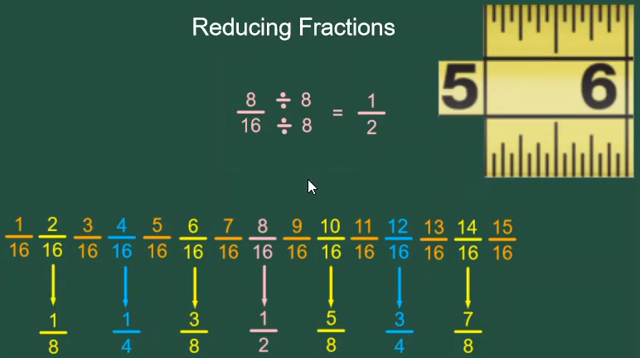 Reducing Fractions
5 6
8/16 ÷ 8/8 = 1/2
1/16 2/16 3/16 4/16 5/16 6/16 7/16 8/16 9/16 10/16 11/16 12/16 13/16 14/16 15/16
1/8 1/4 3/8 1/2 5/8 3/4 7/8